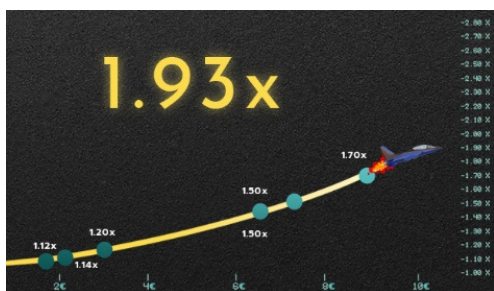 1.93x
1.70x
1.50x
1.50x
1.20x
1.12x
1.14x
-2.80 X
-2.70 X
-2.60 X
-2.50 X
-2.40 X
-2.30 X
-2.20 X
-2.10 X
-2.00 X
-1.90 X
-1.80 X
-1.70 X
-1.60 X
-1.50 X
-1.40 X
-1.30 X
-1.20 X
-1.10 X
-1.00 X
2€ 4€ 6€ 8€ 10€